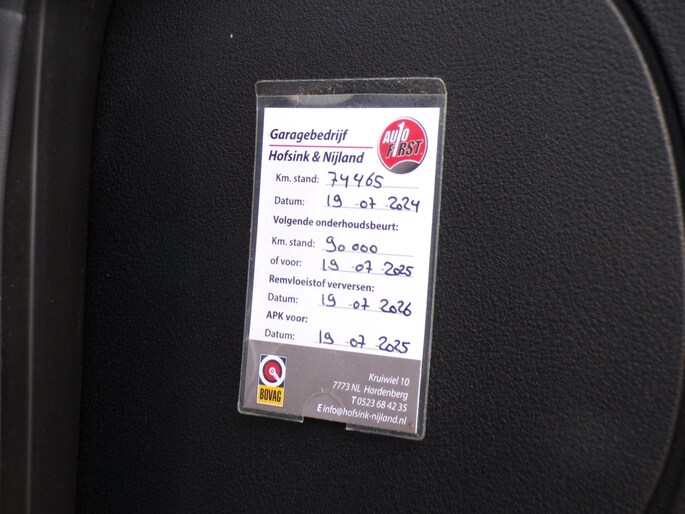 Garagebedrijf
Hofsink & Nijland
AUTO
FIRST
Km. stand: 74465
Datum: 19-07-2024
Volgende onderhoudsbeurt:
Km. stand: 90.000
of voor: 19-07-2025
Remvloeistof verversen:
Datum: 19-07-2026
APK voor:
Datum: 19-07-2025
BOVAG
Kruiwiel 10
7773 NL Hardenberg
T 0523 68 42 35
E info@hofsink-nijland.nl